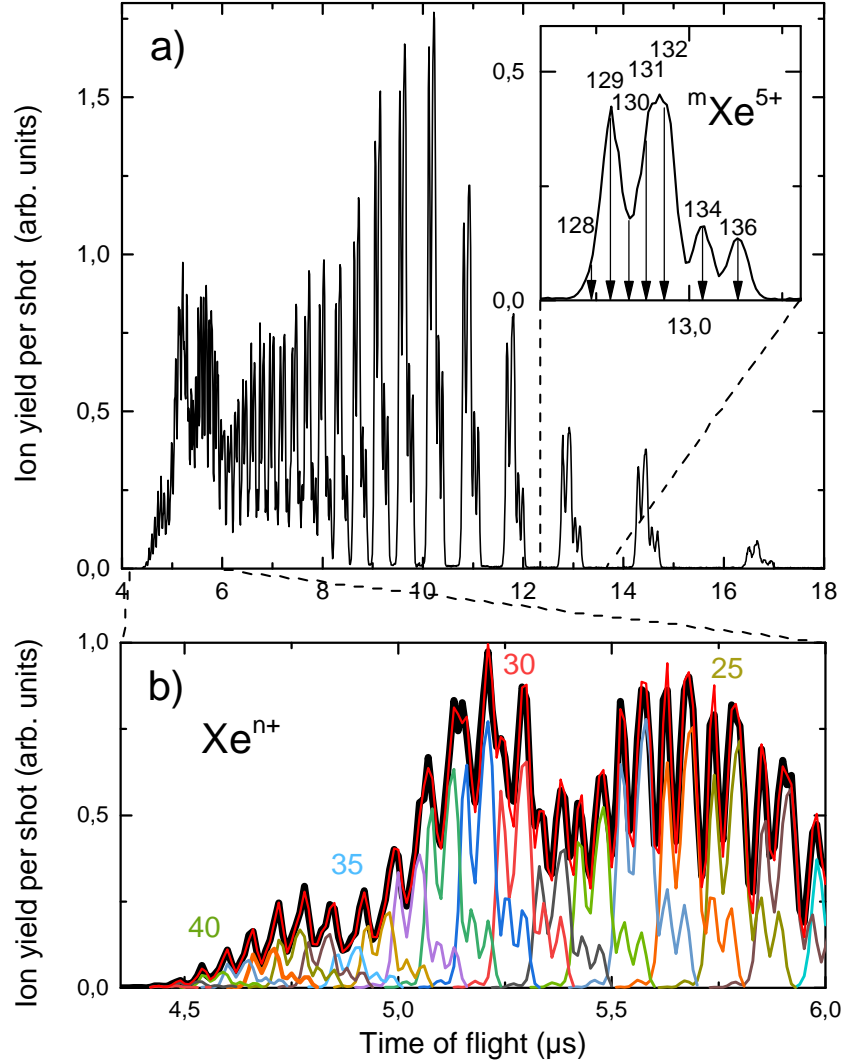 a)
Ion yield per shot (arb. units)
1,5
1,0
0,5
0,0
4 6 8 10 12 14 16 18
0,5
0,0
13,0
128
129
130
131
132
134
136
ᵐXe⁵⁺
b)
Xeⁿ⁺
Ion yield per shot (arb. units)
1,0
0,5
0,0
40
35
30
25
4,5 5,0 5,5 6,0
Time of flight (µs)